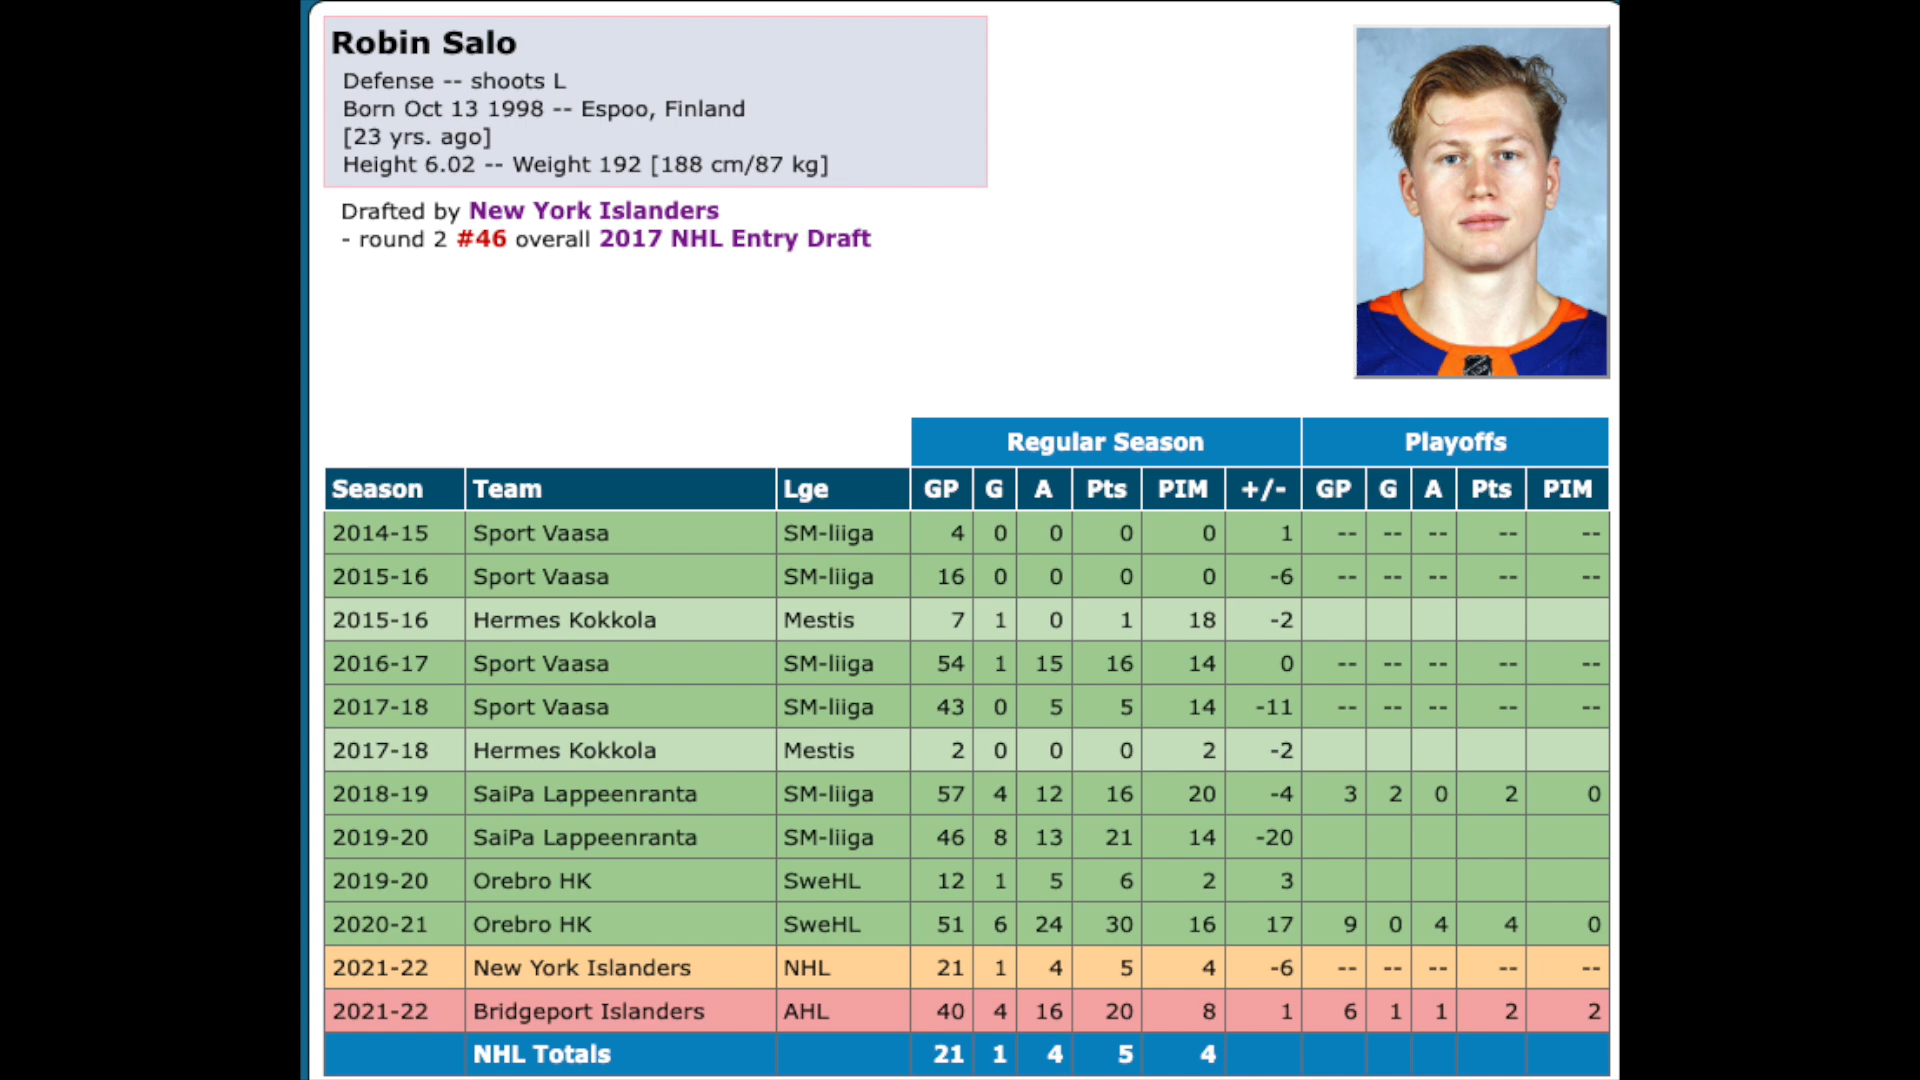 Robin Salo
Defense -- shoots L
Born Oct 13 1998 -- Espoo, Finland
[23 yrs. ago]
Height 6.02 -- Weight 192 [188 cm/87 kg]
Drafted by New York Islanders
- round 2 #46 overall 2017 NHL Entry Draft
Regular Season Playoffs
Season Team Lge GP G A Pts PIM +/- GP G A Pts PIM
2014-15 Sport Vaasa SM-liiga 4 0 0 0 0 1 -- -- -- -- --
2015-16 Sport Vaasa SM-liiga 16 0 0 0 0 -6 -- -- -- -- --
2015-16 Hermes Kokkola Mestis 7 1 0 1 18 -2
2016-17 Sport Vaasa SM-liiga 54 1 15 16 14 0 -- -- -- -- --
2017-18 Sport Vaasa SM-liiga 43 0 5 5 14 -11 -- -- -- -- --
2017-18 Hermes Kokkola Mestis 2 0 0 0 2 -2
2018-19 SaiPa Lappeenranta SM-liiga 57 4 12 16 20 -4 3 2 0 2 0
2019-20 SaiPa Lappeenranta SM-liiga 46 8 13 21 14 -20
2019-20 Orebro HK SweHL 12 1 5 6 2 3
2020-21 Orebro HK SweHL 51 6 24 30 16 17 9 0 4 4 0
2021-22 New York Islanders NHL 21 1 4 5 4 -6 -- -- -- -- --
2021-22 Bridgeport Islanders AHL 40 4 16 20 8 1 6 1 1 2 2
NHL Totals 21 1 4 5 4